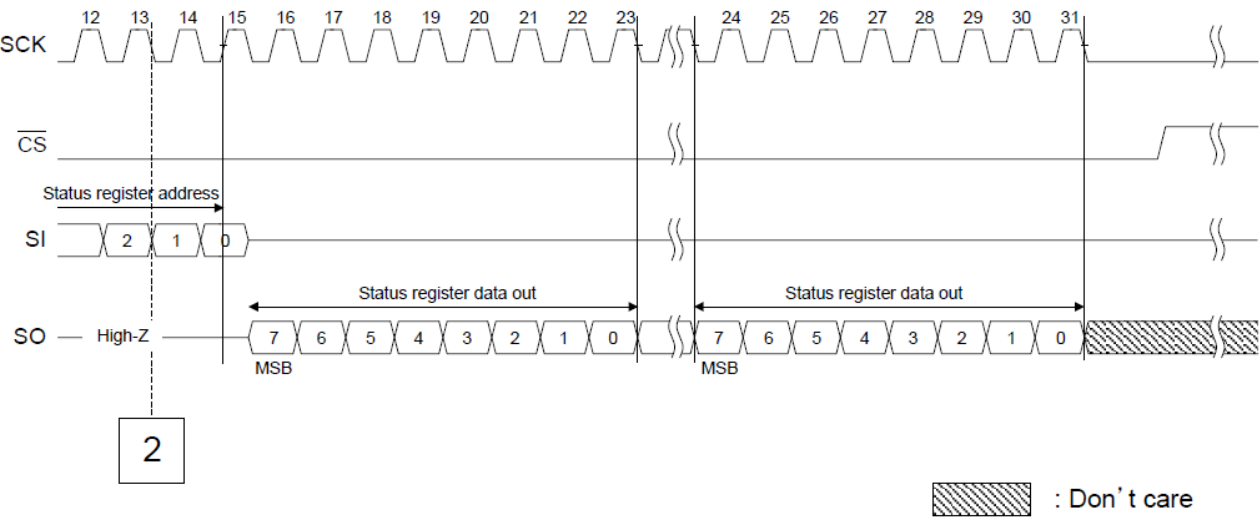 12 13 14 15 16 17 18 19 20 21 22 23 24 25 26 27 28 29 30 31
SCK
CS
Status register address
SI 2 1 0
Status register data out Status register data out
SO High-Z 7 6 5 4 3 2 1 0 7 6 5 4 3 2 1 0
MSB MSB
2
: Don't care